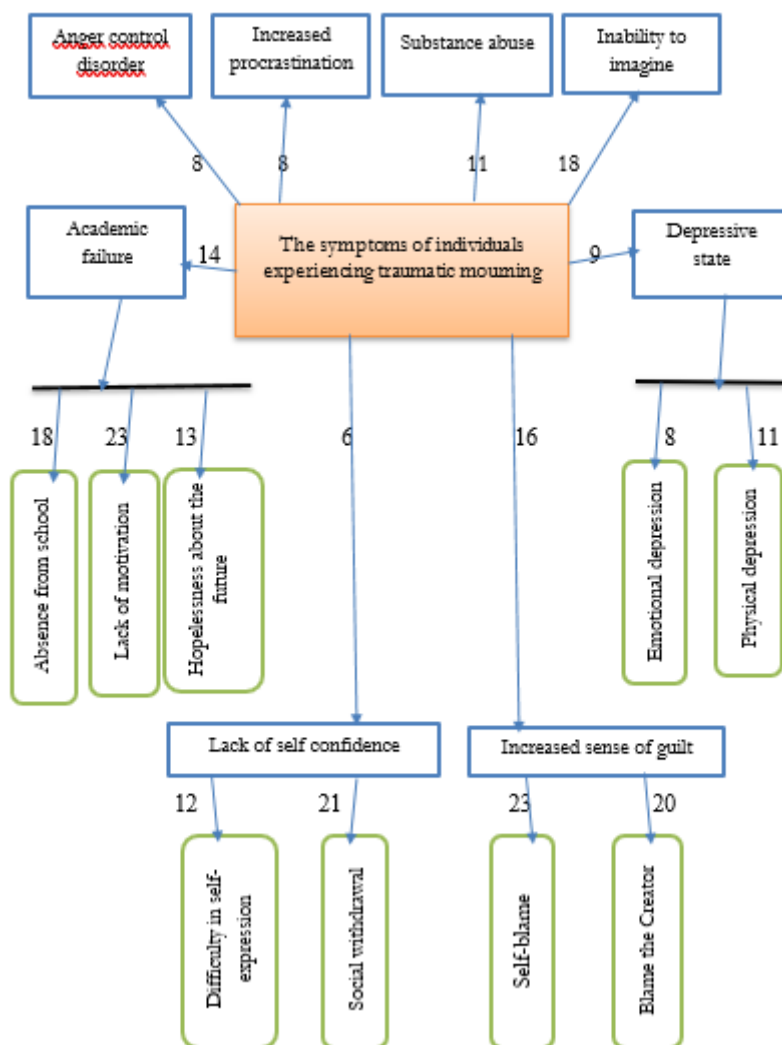 Anger control
disorder
Increased
procrastination
Substance abuse
Inability to
imagine
8
8
11
18
Academic
failure
14
The symptoms of individuals
experiencing traumatic mourning
9
Depressive
state
18
23
13
6
16
8
11
Absence from school
Lack of motivation
Hopelessness about the
future
Emotional depression
Physical depression
Lack of self confidence
Increased sense of guilt
12
21
23
20
Difficulty in self-
expression
Social withdrawal
Self-blame
Blame the Creator